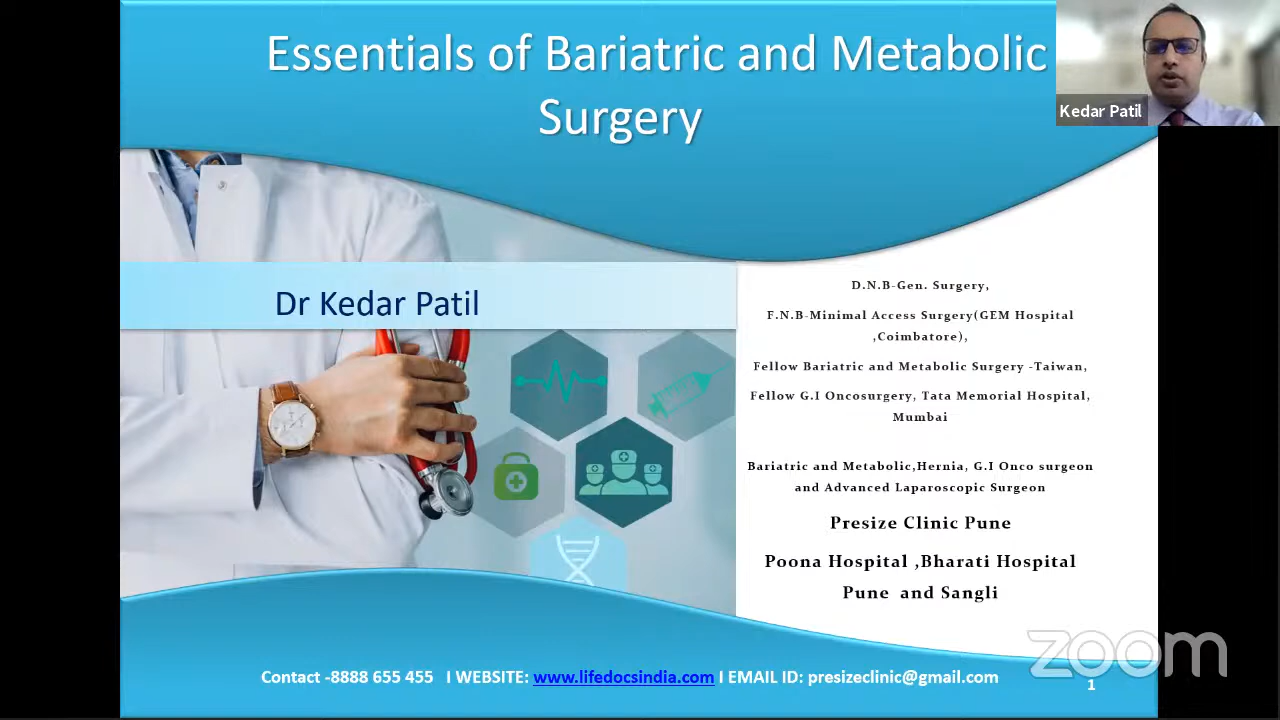 Essentials of Bariatric and Metabolic
Surgery
Kedar Patil
Dr Kedar Patil
D.N.B-Gen. Surgery,
F.N.B-Minimal Access Surgery(GEM Hospital
,Coimbatore),
Fellow Bariatric and Metabolic Surgery -Taiwan,
Fellow G.I Oncosurgery, Tata Memorial Hospital,
Mumbai
Bariatric and Metabolic,Hernia, G.I Onco surgeon
and Advanced Laparoscopic Surgeon
Presize Clinic Pune
Poona Hospital ,Bharati Hospital
Pune and Sangli
zoom
Contact -8888 655 455 I WEBSITE: www.lifedocsindia.com I EMAIL ID: presizeclinic@gmail.com
1